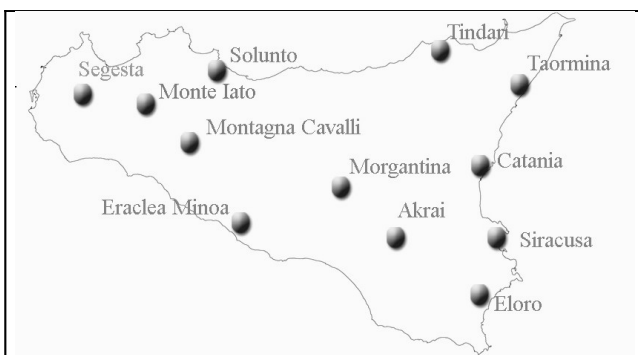 Tindari
Solunto
Taormina
Segesta
Monte Iato
Montagna Cavalli
Catania
Morgantina
Eraclea Minoa
Akrai
Siracusa
Eloro